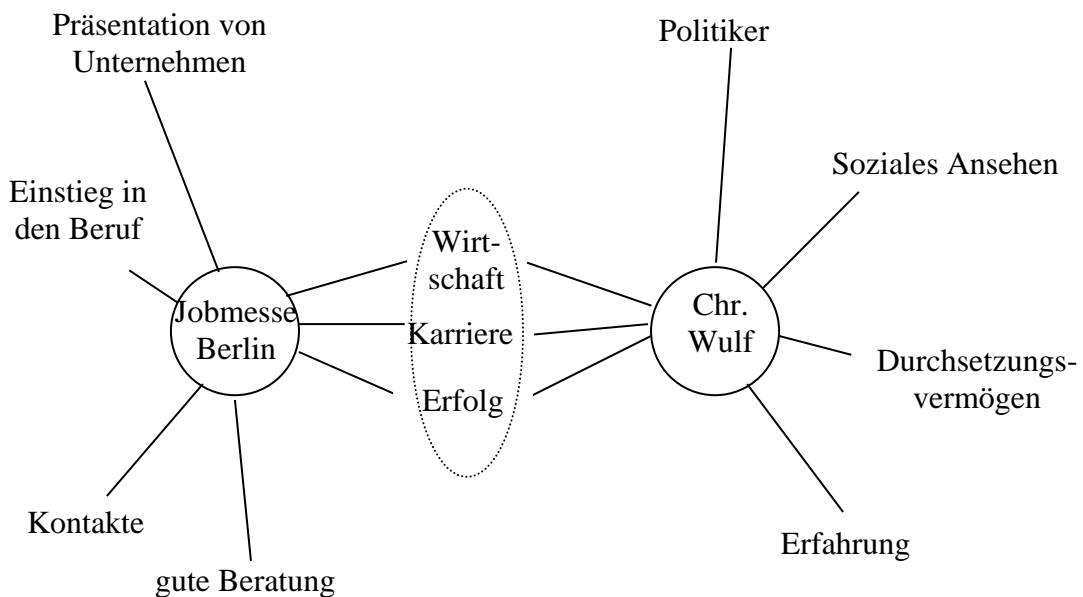 Präsentation von
Unternehmen
Politiker
Einstieg in
den Beruf
Soziales Ansehen
Wirt-
schaft
Karriere
Erfolg
Jobmesse
Berlin
Chr.
Wulf
Durchsetzungs-
vermögen
Kontakte
gute Beratung
Erfahrung